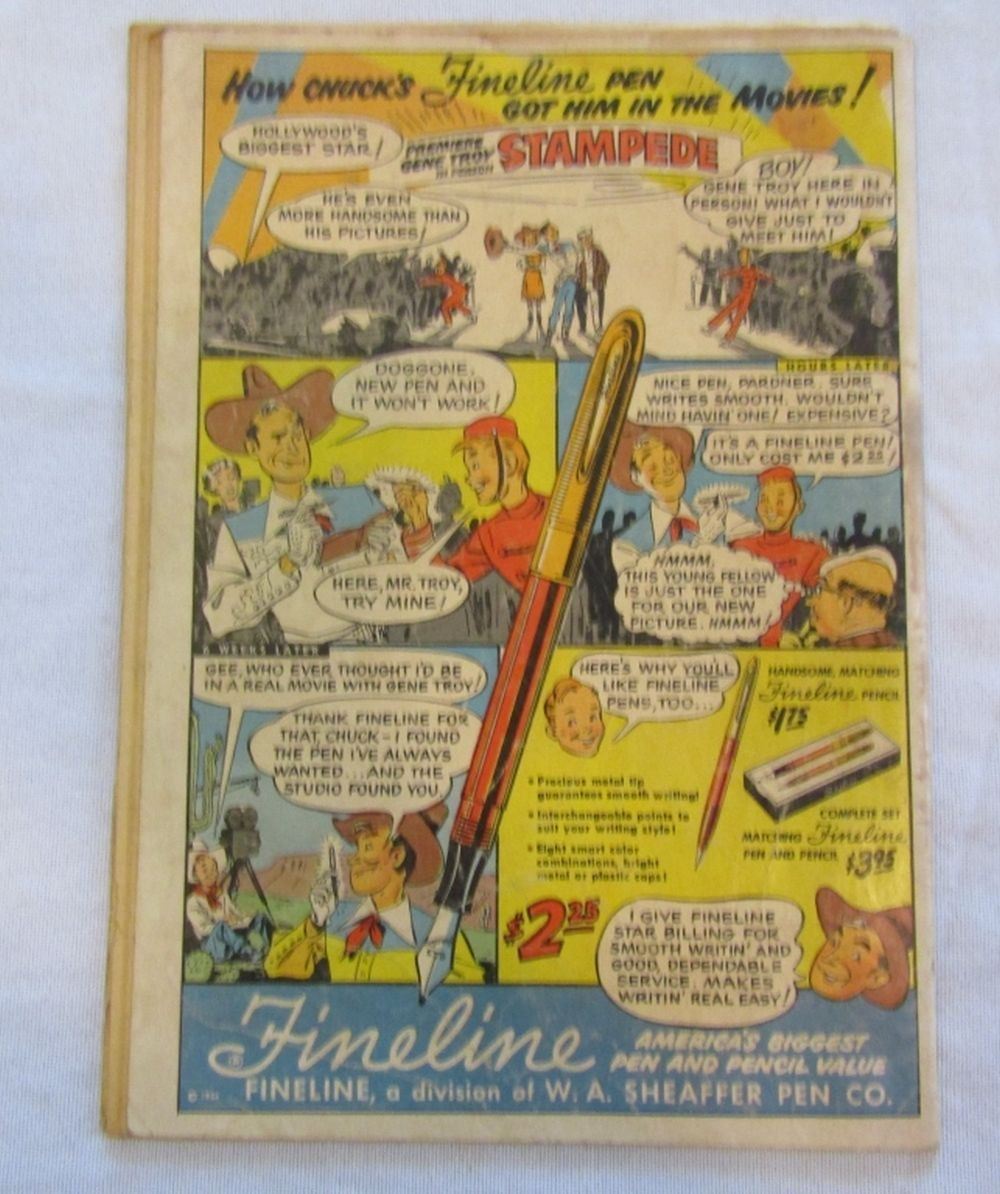 HOW CHUCK'S Fineline PEN
GOT HIM IN THE MOVIES!
HOLLYWOOD'S
BIGGEST STAR!
PREMIERE
GENE TROY
IN PERSON
STAMPEDE
HE'S EVEN
MORE HANDSOME THAN
HIS PICTURES!
BOY!
GENE TROY HERE IN
PERSON! WHAT I WOULDN'T
GIVE JUST TO
MEET HIM!
DOGGONE,
NEW PEN AND
IT WON'T WORK!
HERE, MR. TROY,
TRY MINE!
HOURS LATER
NICE PEN, PARDNER. SURE
WRITES SMOOTH. WOULDN'T
MIND HAVIN' ONE! EXPENSIVE?
IT'S A FINELINE PEN!
ONLY COST ME $2.25!
HMMM,
THIS YOUNG FELLOW
IS JUST THE ONE
FOR OUR NEW
PICTURE. HMMM!
6 WEEKS LATER
GEE, WHO EVER THOUGHT I'D BE
IN A REAL MOVIE WITH GENE TROY!
THANK FINELINE FOR
THAT, CHUCK - I FOUND
THE PEN I'VE ALWAYS
WANTED... AND THE
STUDIO FOUND YOU.
HERE'S WHY YOU'LL
LIKE FINELINE
PENS, TOO...
HANDSOME, MATCHING
Fineline PENCIL
$1.75
• Precious metal tip
guarantees smooth writing!
• Interchangeable points to
suit your writing style!
• Eight smart color
combinations, bright
metal or plastic caps!
COMPLETE SET
MATCHING Fineline
PEN AND PENCIL $3.95
$2.25
I GIVE FINELINE
STAR BILLING FOR
SMOOTH WRITIN' AND
GOOD, DEPENDABLE
SERVICE. MAKES
WRITIN' REAL EASY!
Fineline
®
AMERICA'S BIGGEST
PEN AND PENCIL VALUE
FINELINE, a division of W. A. SHEAFFER PEN CO.